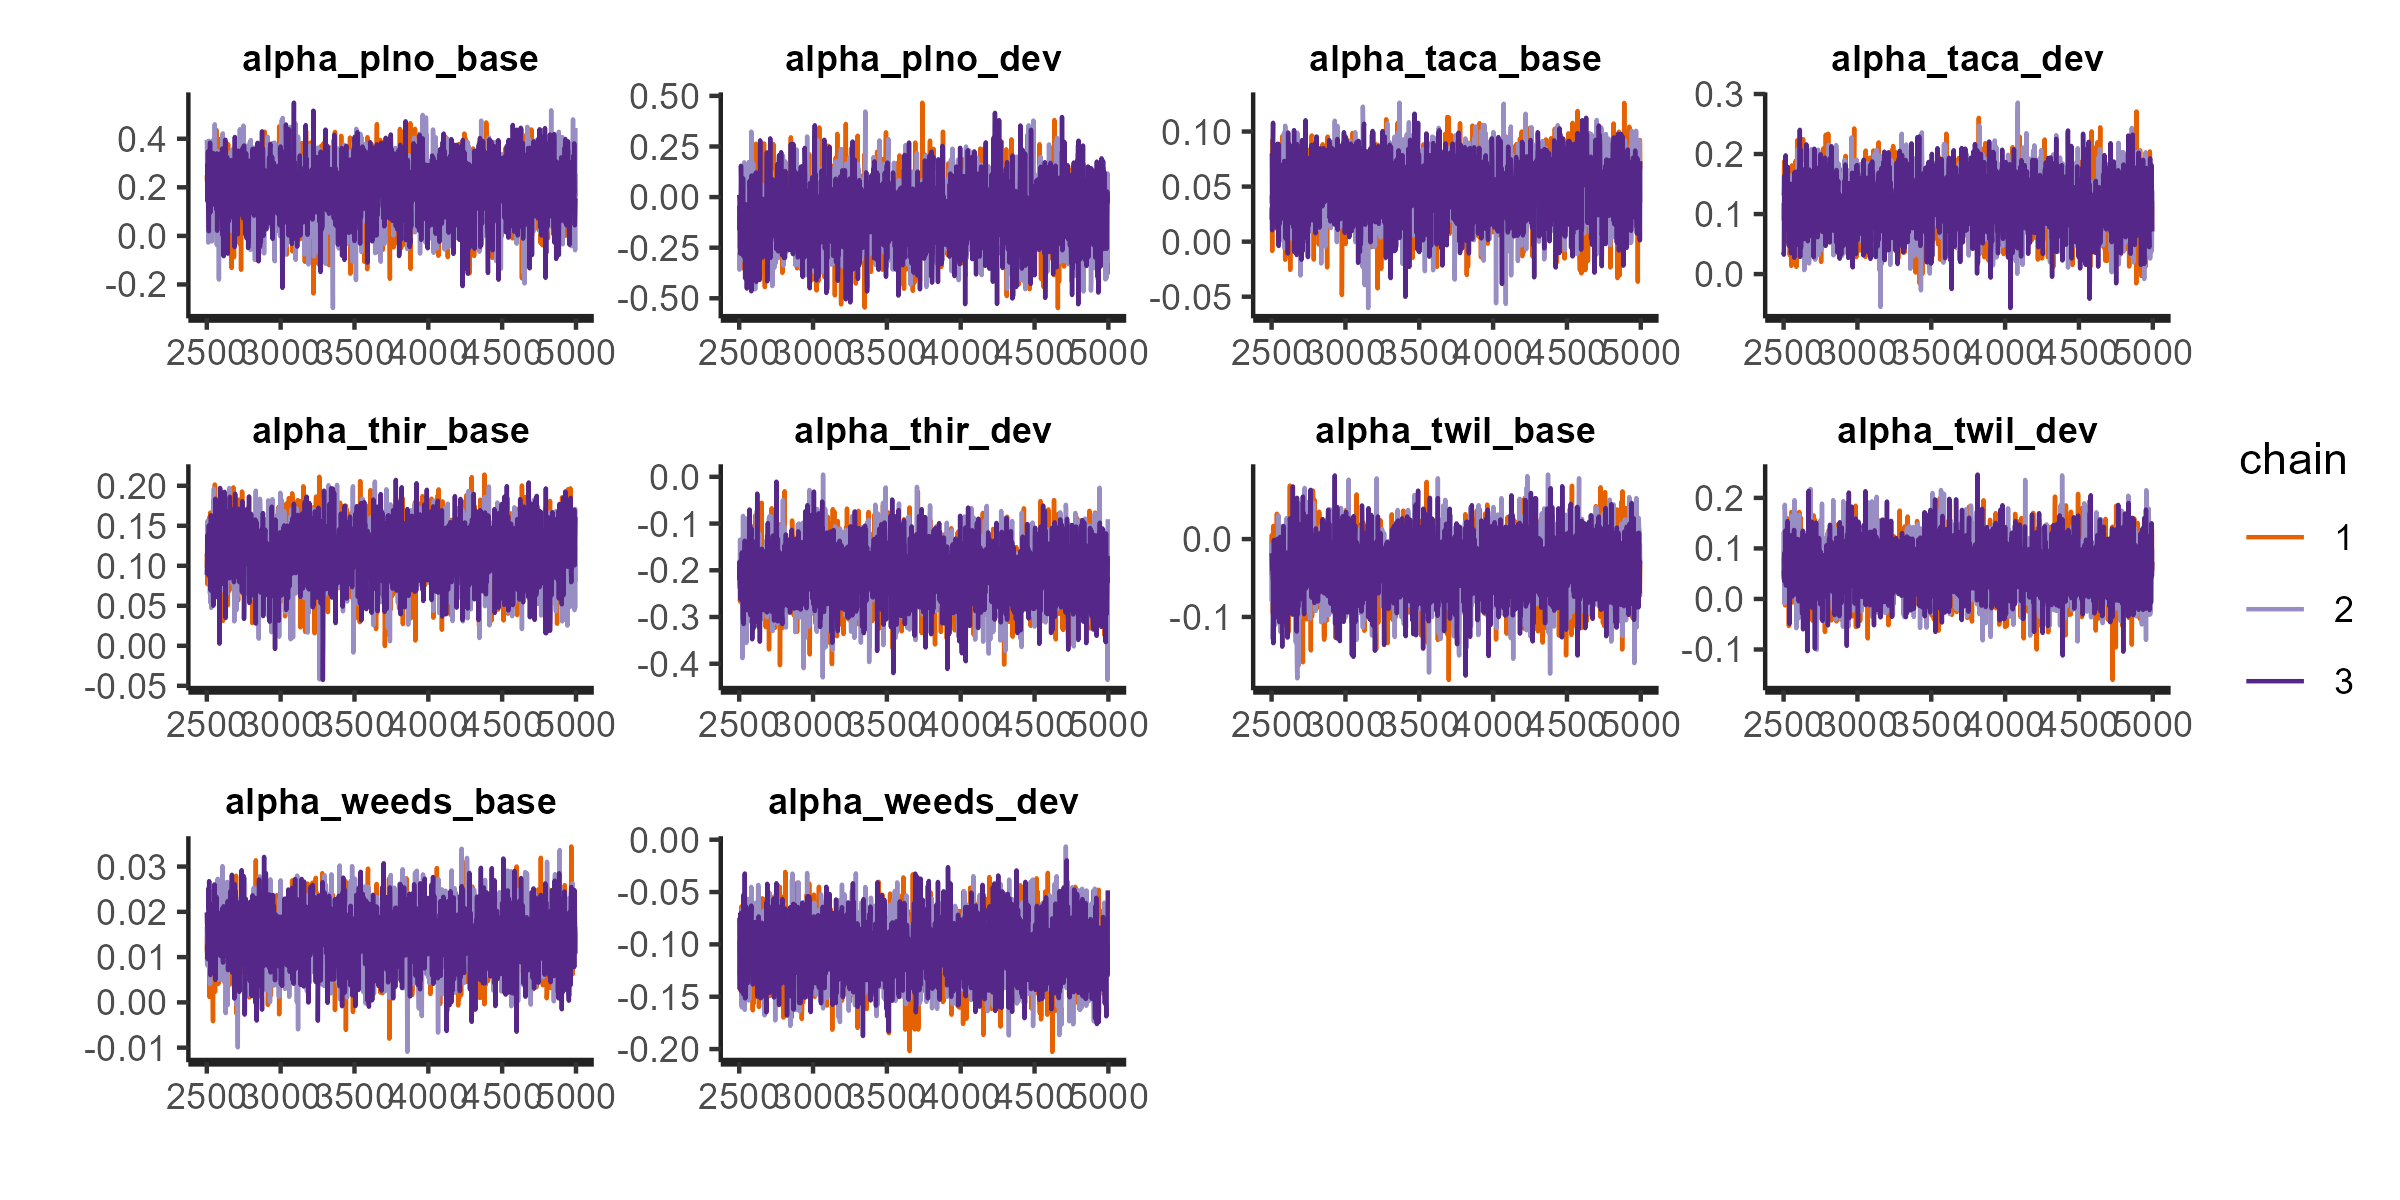 alpha_plno_base alpha_plno_dev alpha_taca_base alpha_taca_dev
0.4 0.2 0.0 -0.2
0.50 0.25 0.00 -0.25 -0.50
0.10 0.05 0.00 -0.05
0.3 0.2 0.1 0.0
2500 3000 3500 4000 4500 5000 2500 3000 3500 4000 4500 5000 2500 3000 3500 4000 4500 5000 2500 3000 3500 4000 4500 5000
alpha_thir_base alpha_thir_dev alpha_twil_base alpha_twil_dev
0.20 0.15 0.10 0.05 0.00 -0.05
0.0 -0.1 -0.2 -0.3 -0.4
0.0 -0.1
0.2 0.1 0.0 -0.1
2500 3000 3500 4000 4500 5000 2500 3000 3500 4000 4500 5000 2500 3000 3500 4000 4500 5000 2500 3000 3500 4000 4500 5000
chain
1
2
3
alpha_weeds_base alpha_weeds_dev
0.03 0.02 0.01 0.00 -0.01
0.00 -0.05 -0.10 -0.15 -0.20
2500 3000 3500 4000 4500 5000 2500 3000 3500 4000 4500 5000